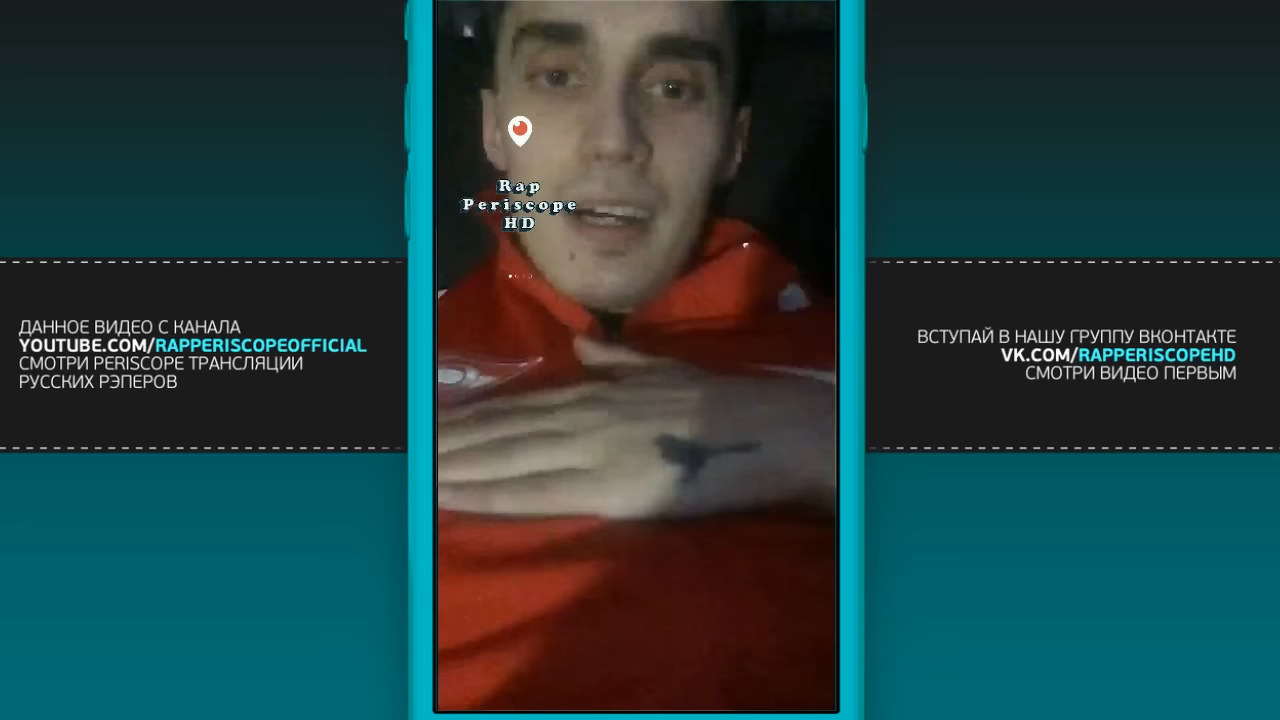 Rap
Periscope
HD
ДАННОЕ ВИДЕО С КАНАЛА
YOUTUBE.COM/RAPPERISCOPEOFFICIAL
СМОТРИ PERISCOPE ТРАНСЛЯЦИИ
РУССКИХ РЭПЕРОВ
ВСТУПАЙ В НАШУ ГРУППУ ВКОНТАКТЕ
VK.COM/RAPPERISCOPEHD
СМОТРИ ВИДЕО ПЕРВЫМ